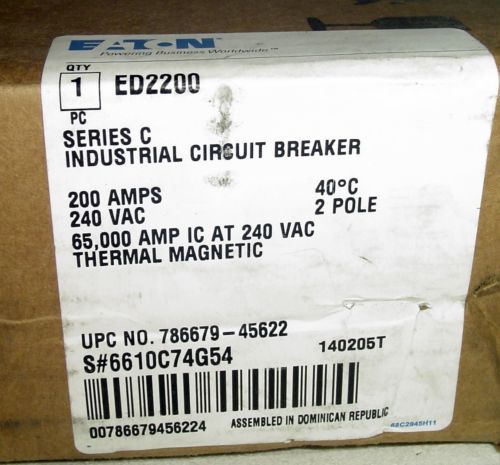 EATON
Powering Business Worldwide™
QTY
1 ED2200
PC
SERIES C
INDUSTRIAL CIRCUIT BREAKER
200 AMPS 40°C
240 VAC 2 POLE
65,000 AMP IC AT 240 VAC
THERMAL MAGNETIC
UPC NO. 786679-45622
S#6610C74G54 140205T
00786679456224 ASSEMBLED IN DOMINICAN REPUBLIC
48C2945H11